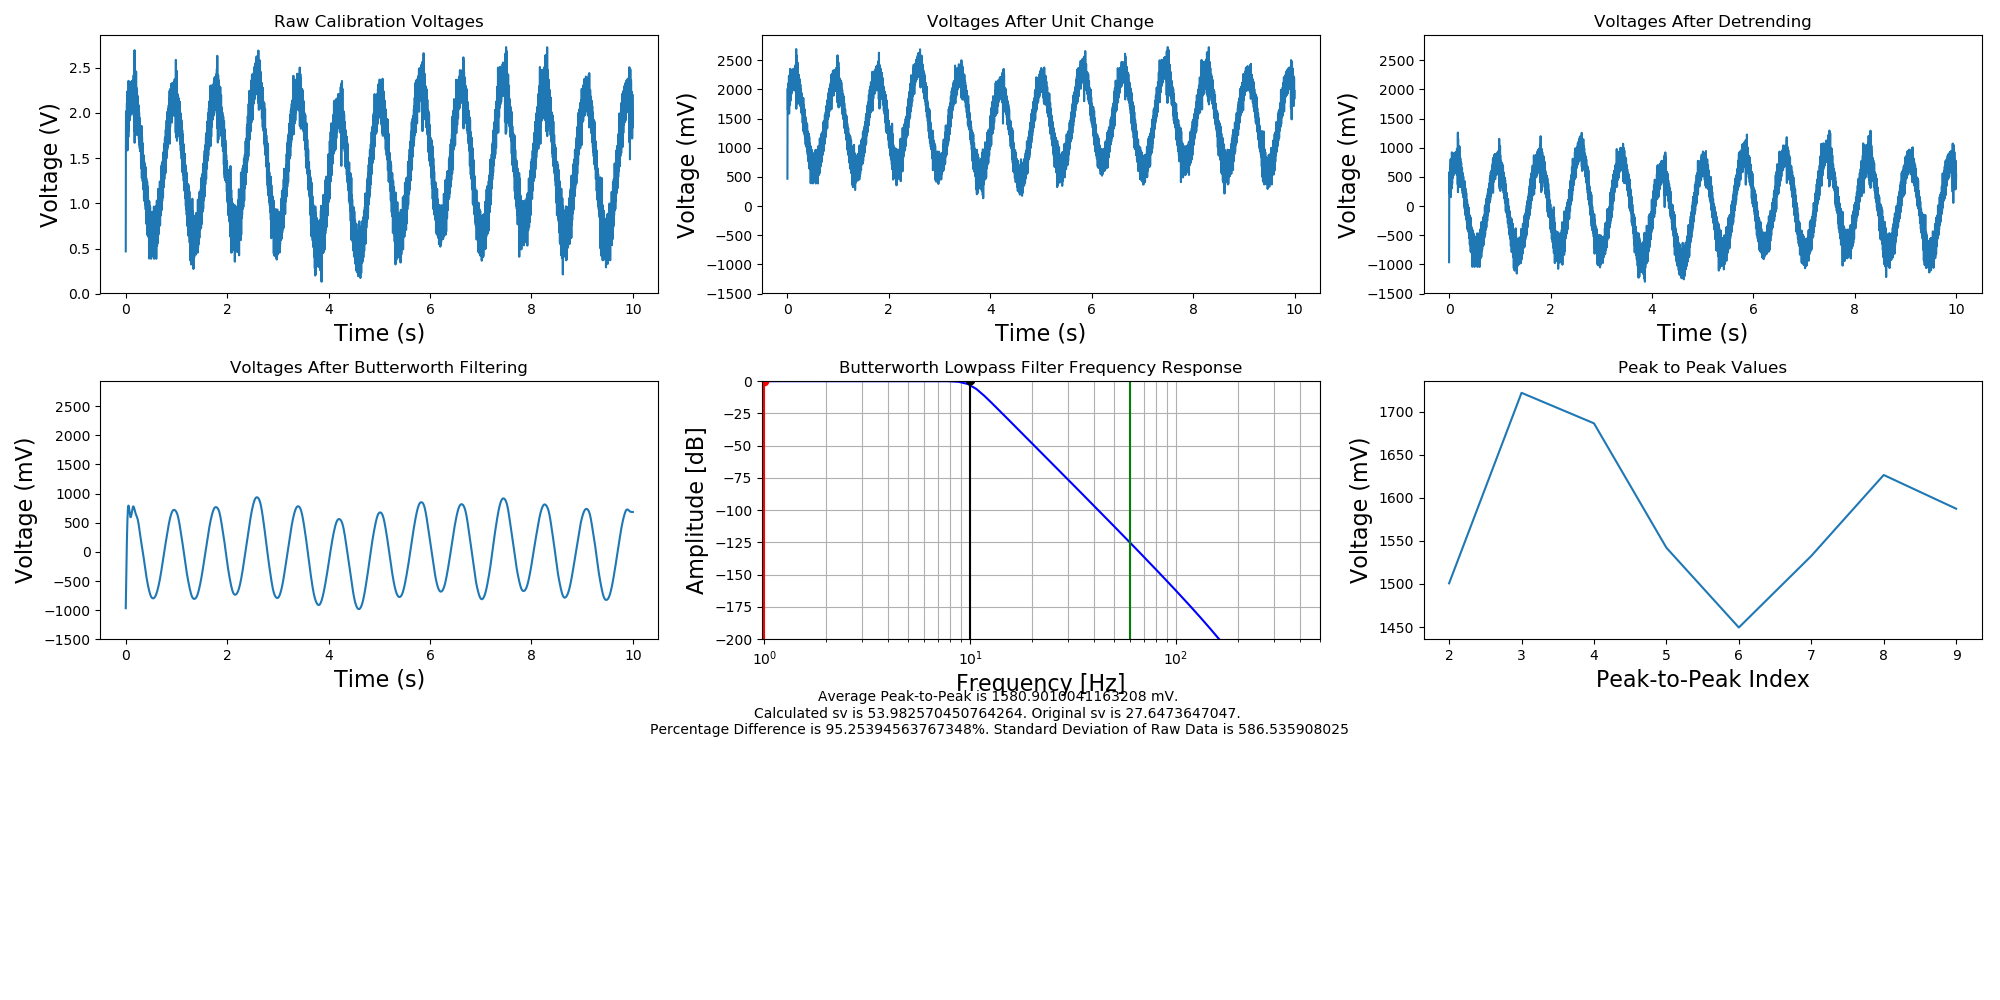 Raw Calibration Voltages
Voltage (V)
2.5
2.0
1.5
1.0
0.5
0.0
0 2 4 6 8 10
Time (s)
Voltages After Unit Change
Voltage (mV)
2500
2000
1500
1000
500
0
−500
−1000
−1500
0 2 4 6 8 10
Time (s)
Voltages After Detrending
Voltage (mV)
2500
2000
1500
1000
500
0
−500
−1000
−1500
0 2 4 6 8 10
Time (s)
Voltages After Butterworth Filtering
Voltage (mV)
2500
2000
1500
1000
500
0
−500
−1000
−1500
0 2 4 6 8 10
Time (s)
Butterworth Lowpass Filter Frequency Response
Amplitude [dB]
0
−25
−50
−75
−100
−125
−150
−175
−200
10⁰ 10¹ 10²
Frequency [Hz]
Peak to Peak Values
Voltage (mV)
1700
1650
1600
1550
1500
1450
2 3 4 5 6 7 8 9
Peak-to-Peak Index
Average Peak-to-Peak is 1580.9010041163208 mV.
Calculated sv is 53.982570450764264. Original sv is 27.6473647047.
Percentage Difference is 95.25394563767348%. Standard Deviation of Raw Data is 586.535908025